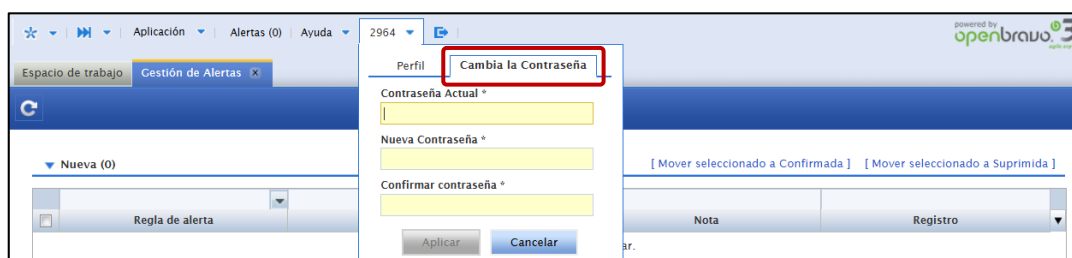 powered by
Aplicación Alertas (0) Ayuda 2964
openbravo 3
agile erp
Espacio de trabajo Gestión de Alertas
Perfil Cambia la Contraseña
Contraseña Actual *
Nueva Contraseña *
Nueva (0) [ Mover seleccionado a Confirmada ] [ Mover seleccionado a Suprimida ]
Confirmar contraseña *
Regla de alerta Nota Registro
Aplicar Cancelar
ar.